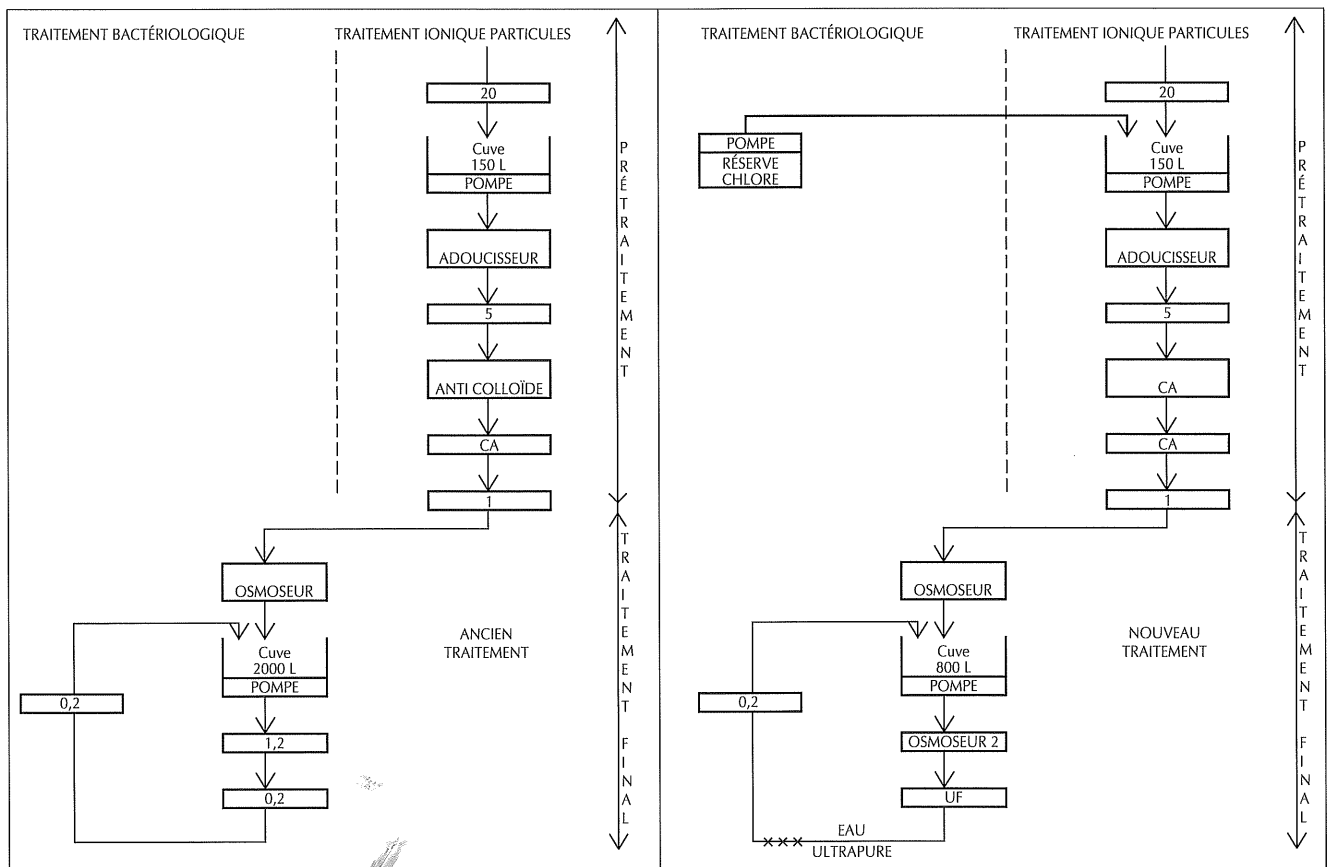 TRAITEMENT BACTÉRIOLOGIQUE
TRAITEMENT IONIQUE PARTICULES
20
Cuve
150 L
POMPE
ADOUCISSEUR
5
ANTI COLLOÏDE
CA
1
PRÉTRAITEMENT
OSMOSEUR
Cuve
2000 L
POMPE
0,2
1,2
0,2
ANCIEN
TRAITEMENT
TRAITEMENT FINAL
TRAITEMENT BACTÉRIOLOGIQUE
TRAITEMENT IONIQUE PARTICULES
20
POMPE
RÉSERVE
CHLORE
Cuve
150 L
POMPE
ADOUCISSEUR
5
CA
CA
1
PRÉTRAITEMENT
OSMOSEUR
Cuve
800 L
POMPE
0,2
OSMOSEUR 2
UF
EAU
ULTRAPURE
NOUVEAU
TRAITEMENT
TRAITEMENT FINAL